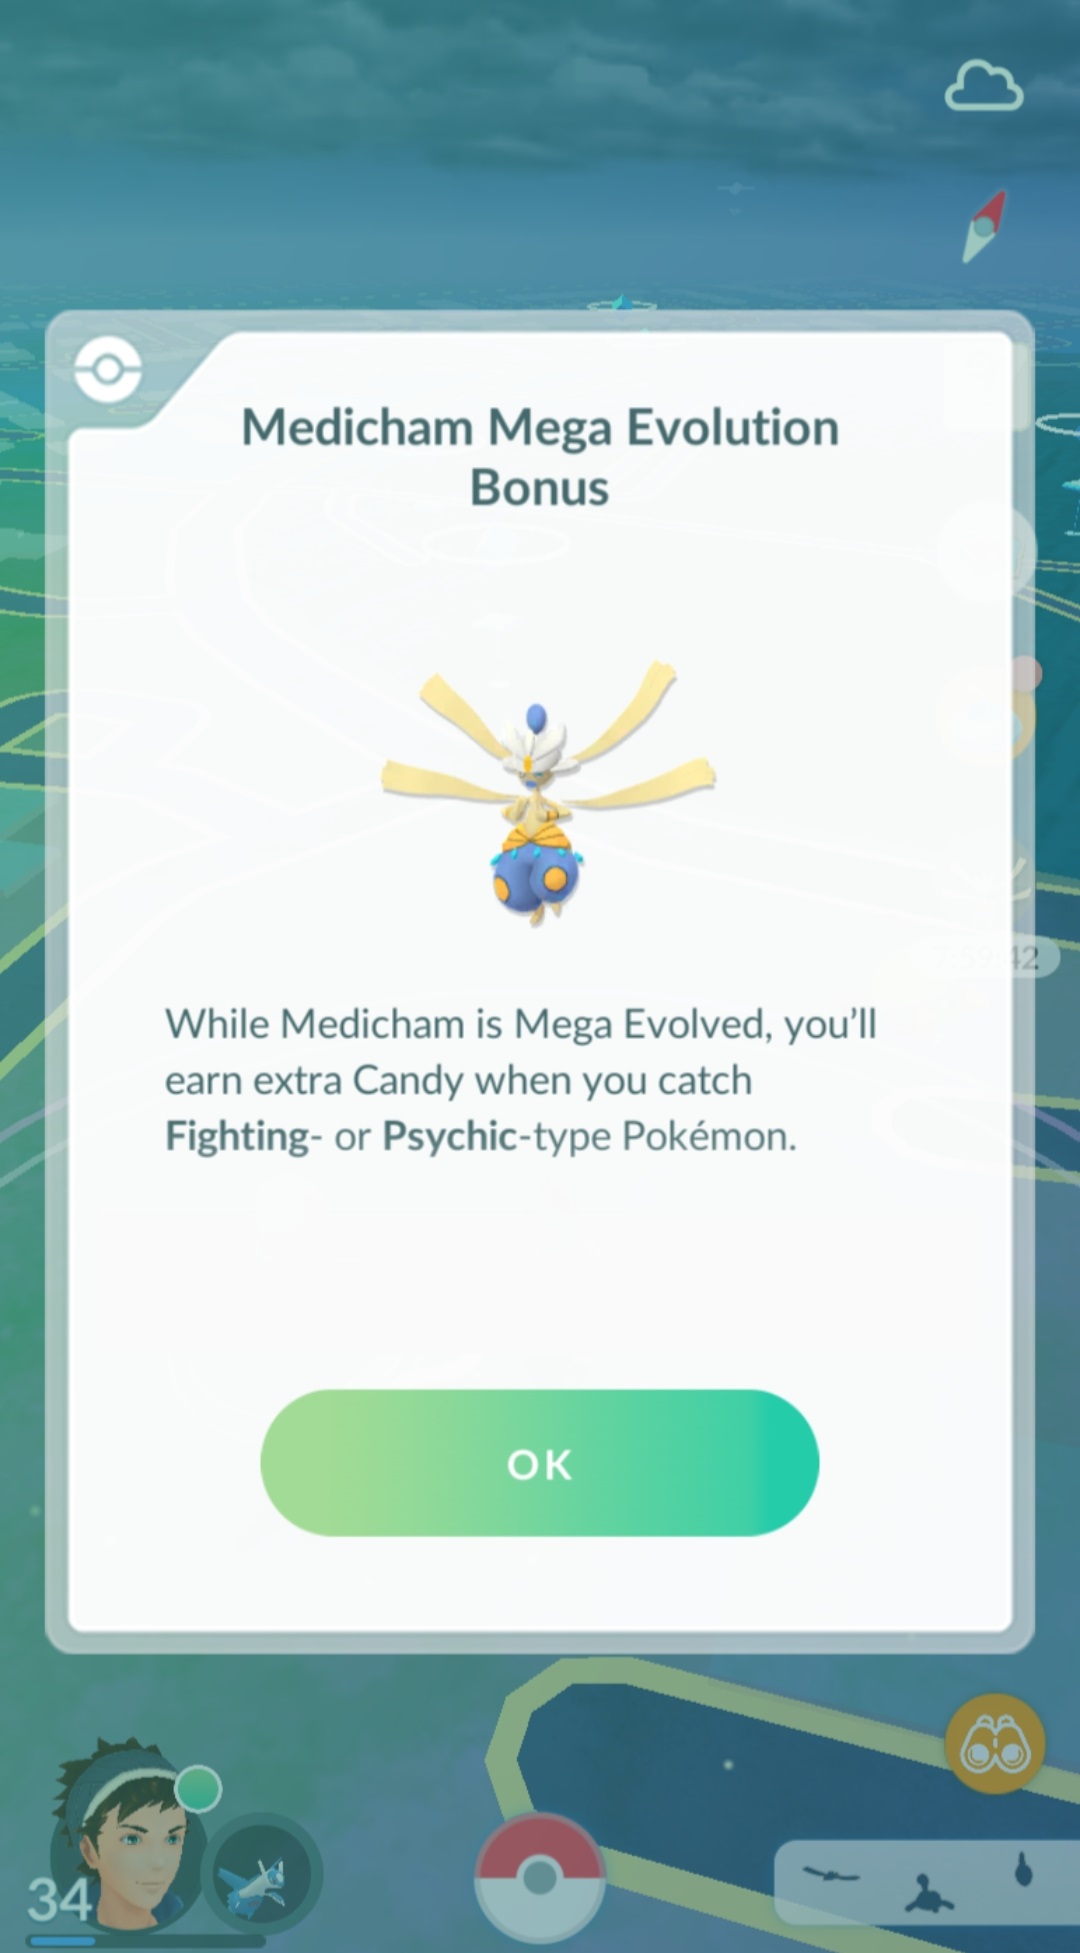 Medicham Mega Evolution
Bonus
7:59:42
While Medicham is Mega Evolved, you’ll
earn extra Candy when you catch
Fighting- or Psychic-type Pokémon.
OK
34